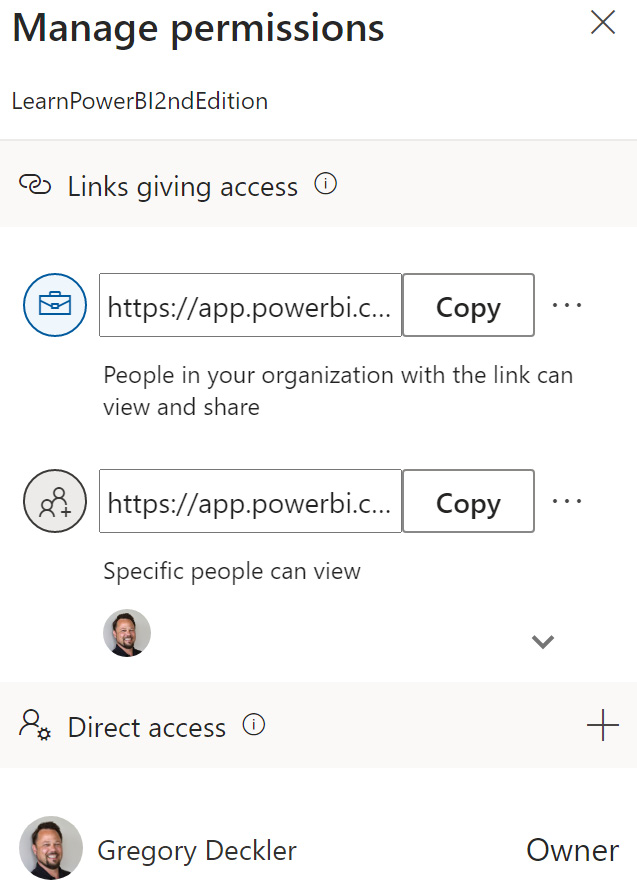 Manage permissions
LearnPowerBI2ndEdition
Links giving access
https://app.powerbi.c... Copy ...
People in your organization with the link can
view and share
https://app.powerbi.c... Copy ...
Specific people can view
Direct access
Gregory Deckler Owner